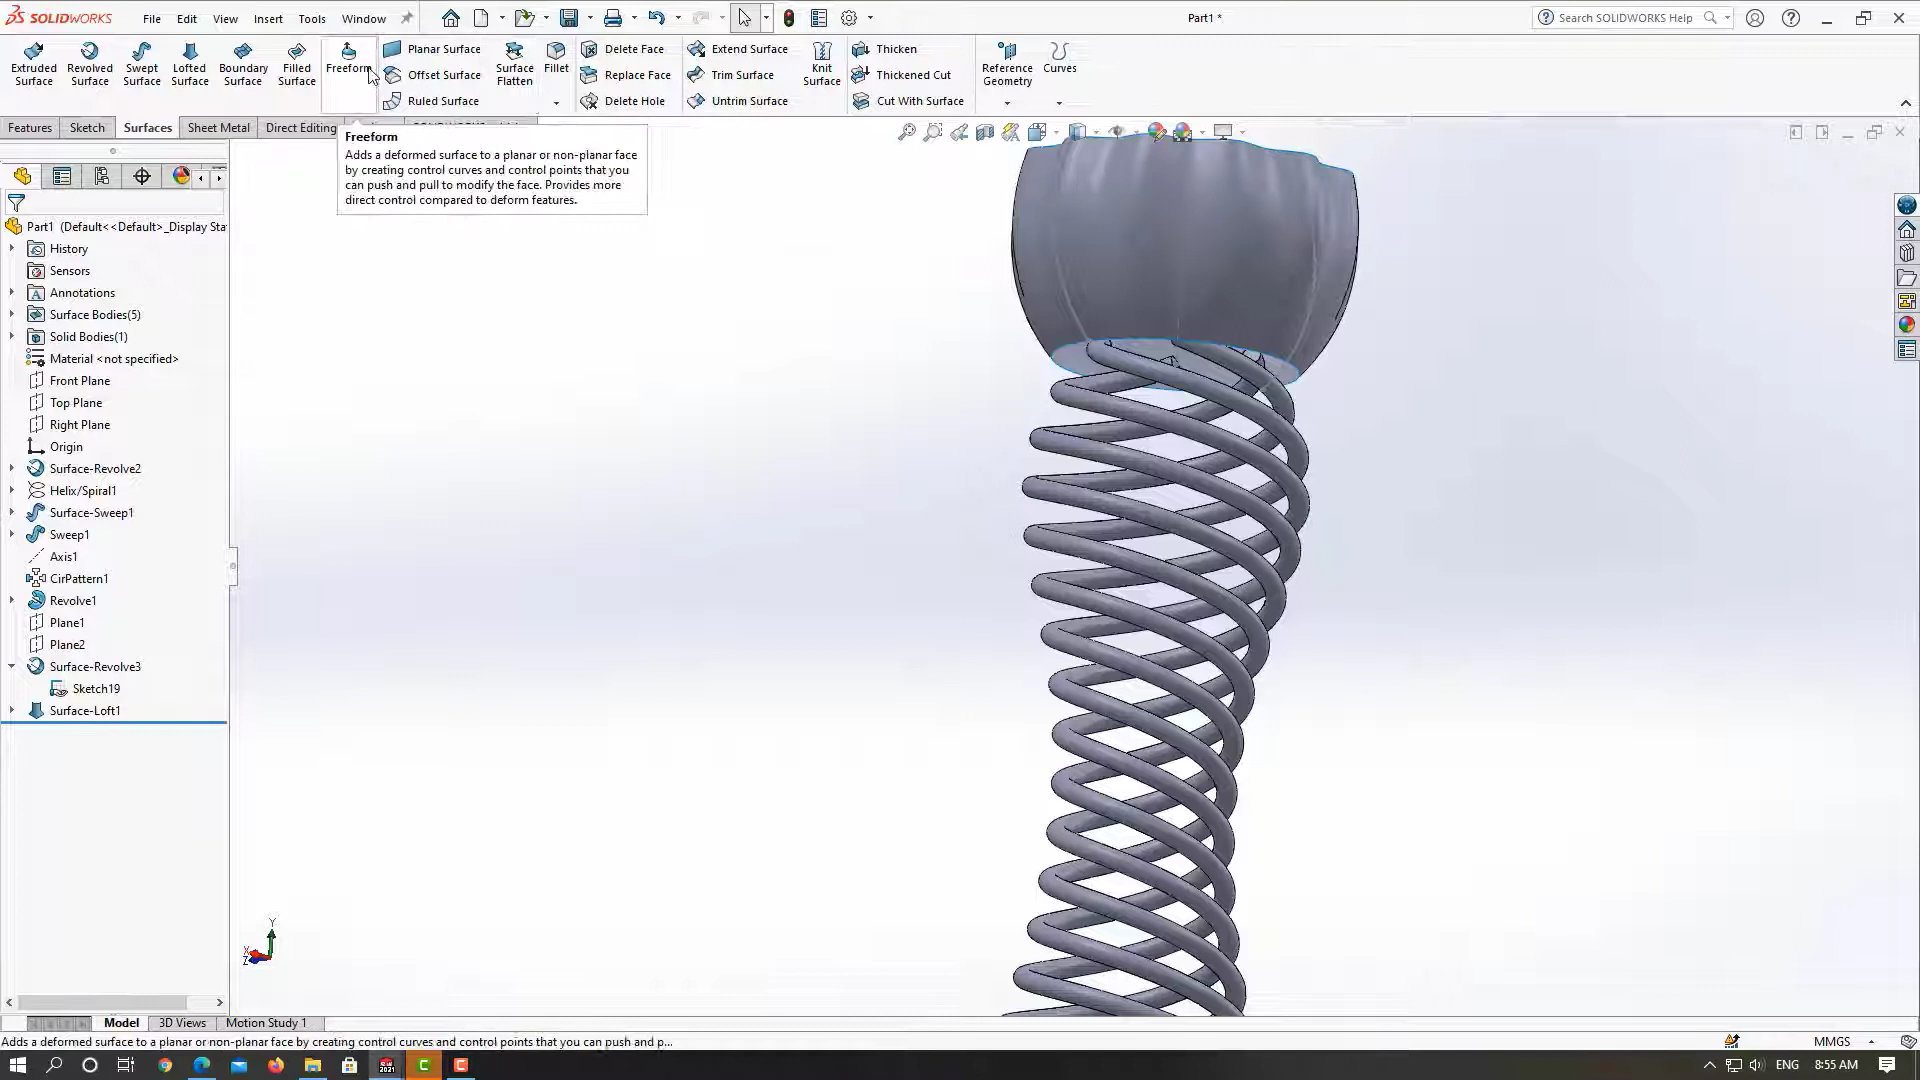 SOLIDWORKS
File
Edit
View
Insert
Tools
Window
Part1 *
Search SOLIDWORKS Help
Extruded Surface
Revolved Surface
Swept Surface
Lofted Surface
Boundary Surface
Filled Surface
Freeform
Planar Surface
Offset Surface
Ruled Surface
Surface Flatten
Fillet
Delete Face
Replace Face
Delete Hole
Extend Surface
Trim Surface
Untrim Surface
Knit Surface
Thicken
Thickened Cut
Cut With Surface
Reference Geometry
Curves
Features
Sketch
Surfaces
Sheet Metal
Direct Editing
Freeform
Adds a deformed surface to a planar or non-planar face
by creating control curves and control points that you
can push and pull to modify the face. Provides more
direct control compared to deform features.
Part1 (Default<<Default>_Display Sta
History
Sensors
Annotations
Surface Bodies(5)
Solid Bodies(1)
Material <not specified>
Front Plane
Top Plane
Right Plane
Origin
Surface-Revolve2
Helix/Spiral1
Surface-Sweep1
Sweep1
Axis1
CirPattern1
Revolve1
Plane1
Plane2
Surface-Revolve3
Sketch19
Surface-Loft1
Y
X
Z
Model
3D Views
Motion Study 1
Adds a deformed surface to a planar or non-planar face by creating control curves and control points that you can push and p...
MMGS
ENG
8:55 AM